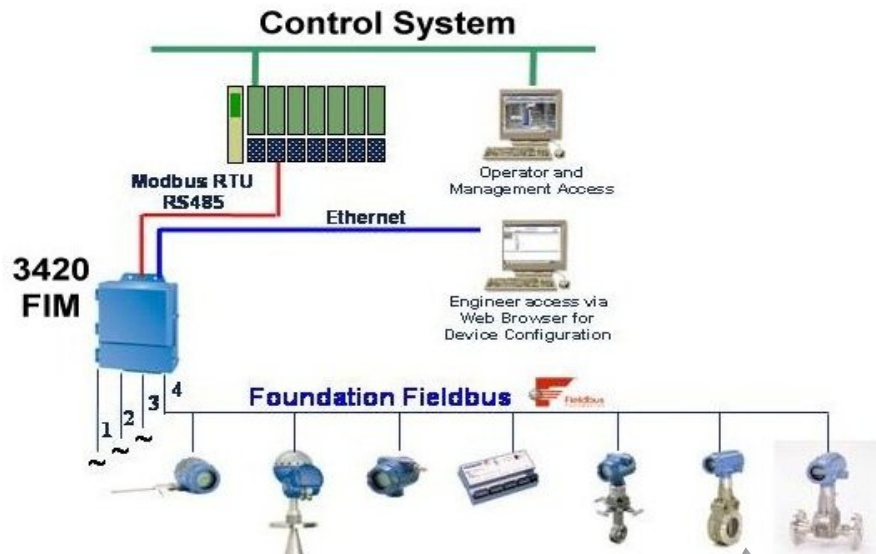 Control System
Operator and
Management Access
Modbus RTU
RS485
Ethernet
3420
FIM
Engineer access via
Web Browser for
Device Configuration
1
2
3
4
Foundation Fieldbus
Fieldbus